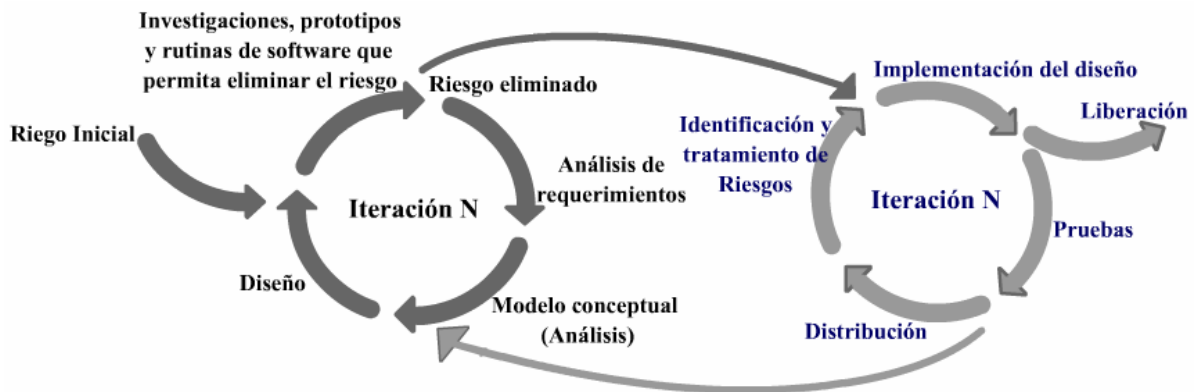 Investigaciones, prototipos
y rutinas de software que
permita eliminar el riesgo
Riesgo eliminado
Riego Inicial
Análisis de
requerimientos
Iteración N
Diseño
Modelo conceptual
(Análisis)
Implementación del diseño
Liberación
Identificación y
tratamiento de
Riesgos
Iteración N
Pruebas
Distribución